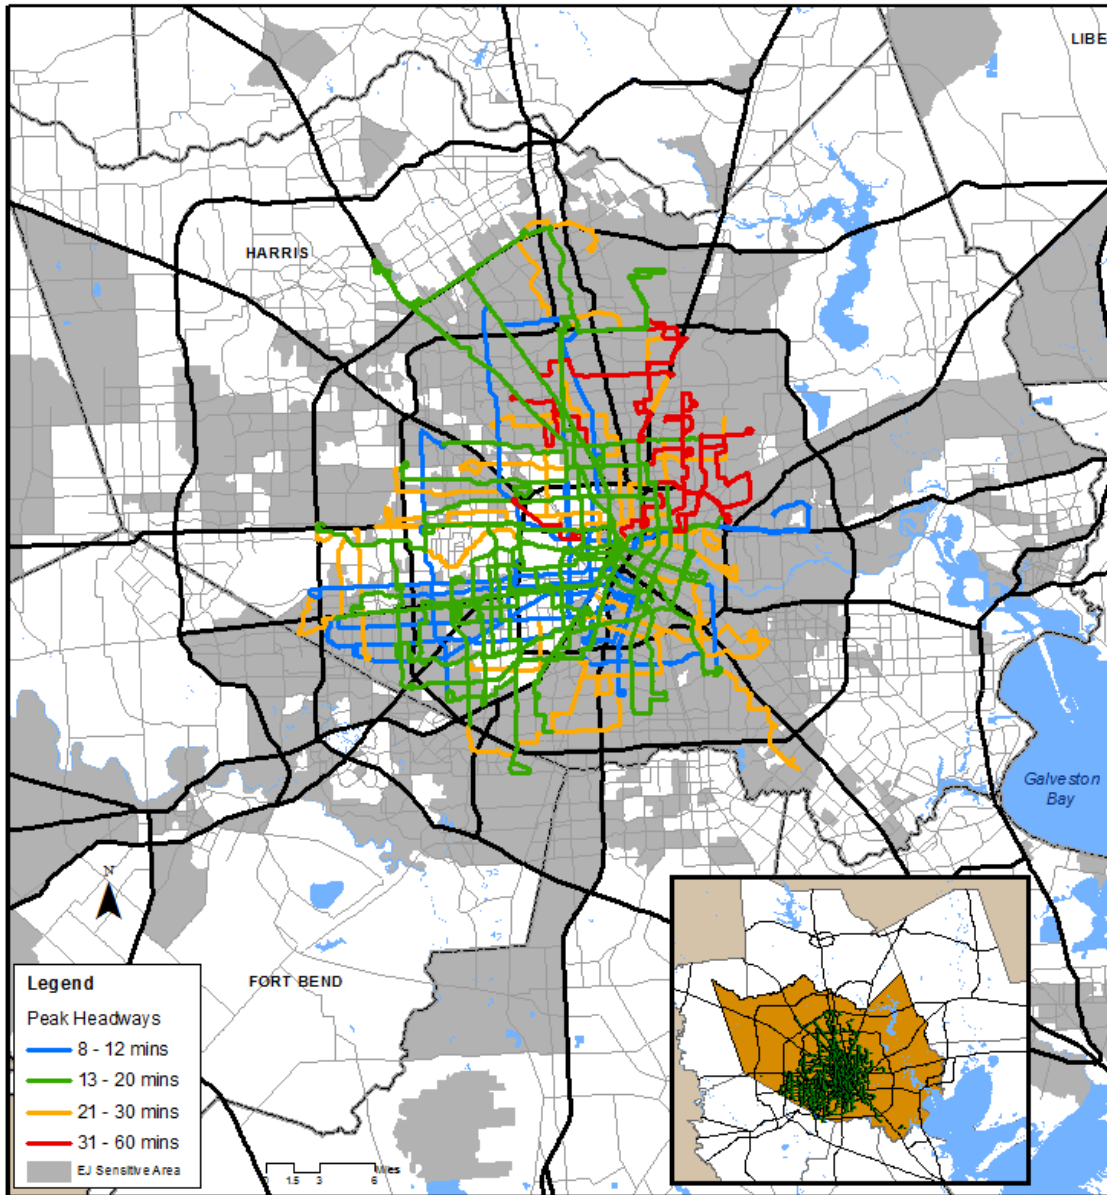 LIBE
HARRIS
Galveston
Bay
N
FORT BEND
Legend
Peak Headways
8 - 12 mins
13 - 20 mins
21 - 30 mins
31 - 60 mins
EJ Sensitive Area
Miles
1.5 3 6